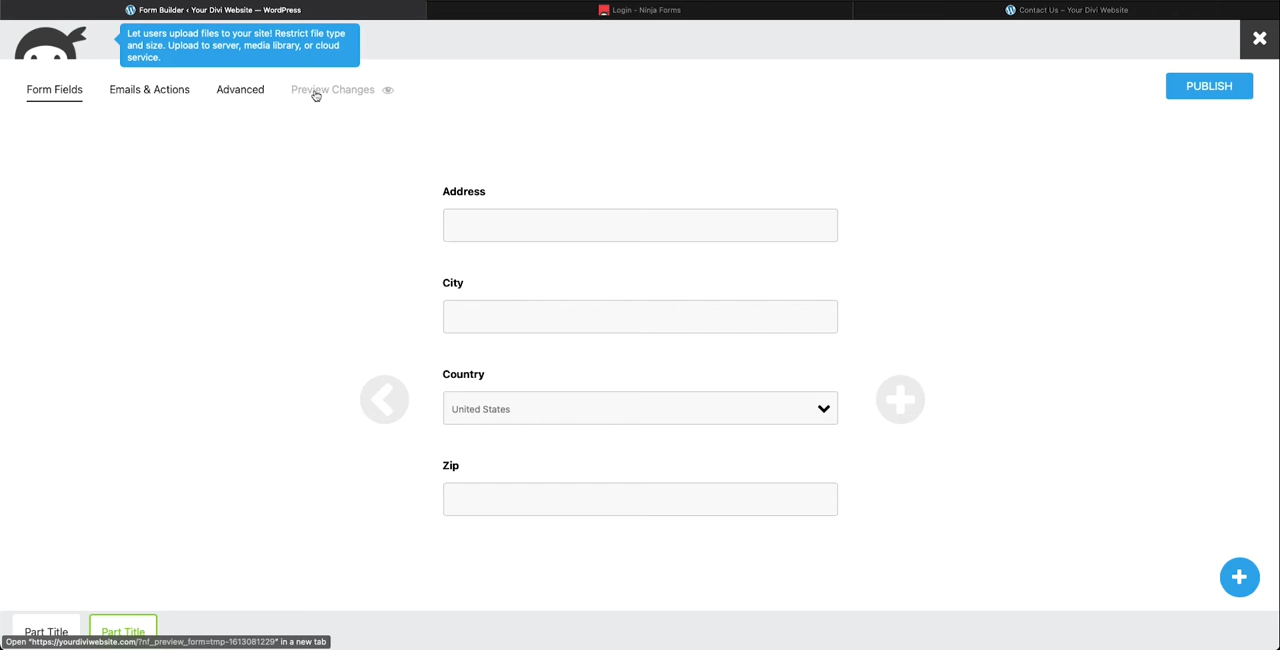 Form Builder ‹ Your Divi Website — WordPress
Login - Ninja Forms
Contact Us – Your Divi Website
Let users upload files to your site! Restrict file type
and size. Upload to server, media library, or cloud
service.
Form Fields
Emails & Actions
Advanced
Preview Changes
PUBLISH
Address
City
Country
United States
Zip
Part Title
Part Title
Open "https://yourdiviwebsite.com/?nf_preview_form=tmp-1613081229" in a new tab